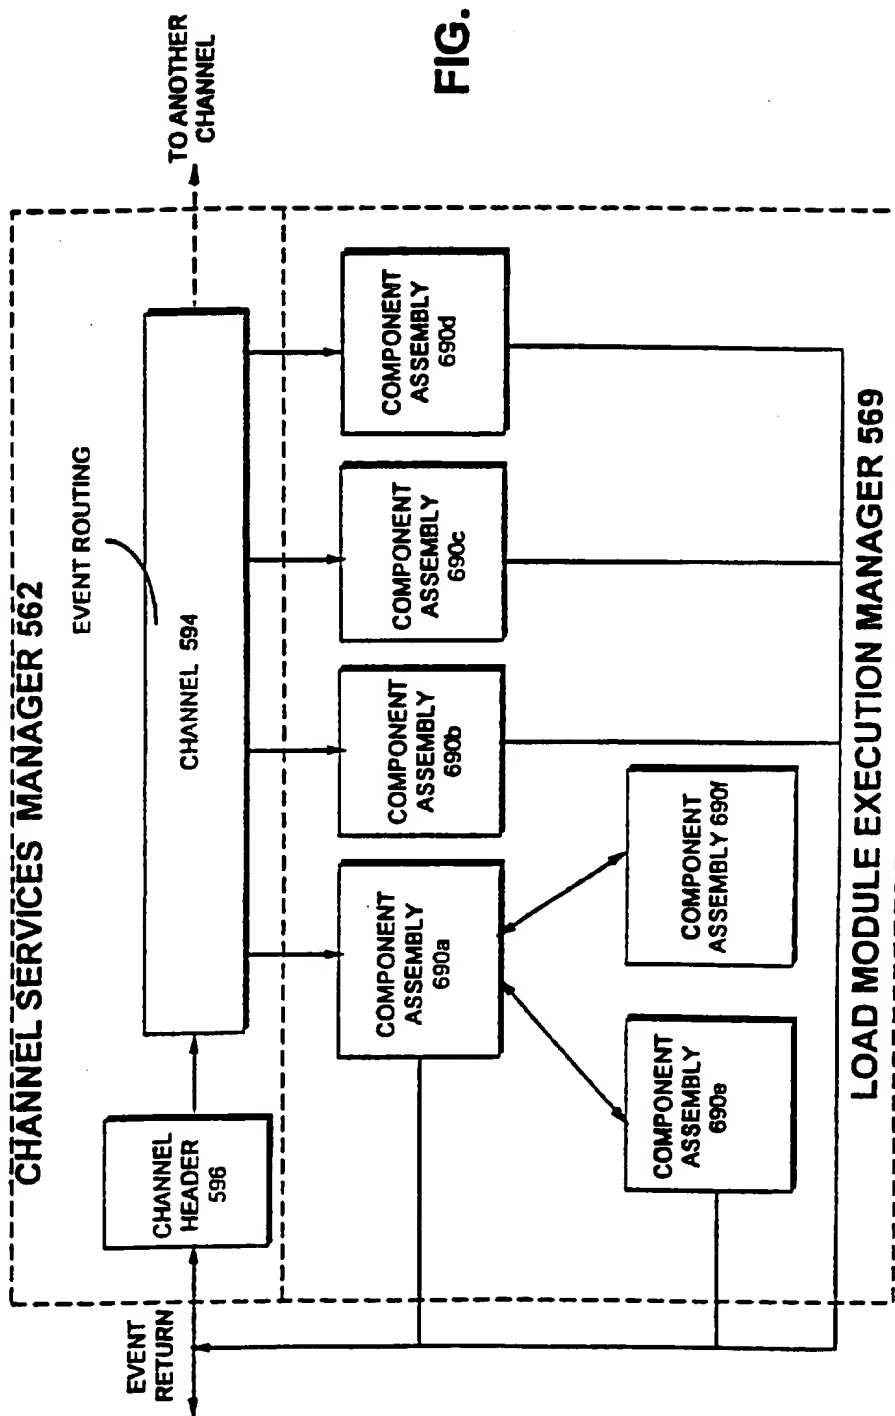 CHANNEL SERVICES MANAGER 562
EVENT ROUTING
EVENT
RETURN
CHANNEL
HEADER
596
CHANNEL 594
TO ANOTHER
CHANNEL
COMPONENT
ASSEMBLY
690a
COMPONENT
ASSEMBLY
690b
COMPONENT
ASSEMBLY
690c
COMPONENT
ASSEMBLY
690d
COMPONENT
ASSEMBLY
690e
COMPONENT
ASSEMBLY 690f
LOAD MODULE EXECUTION MANAGER 569
FIG.